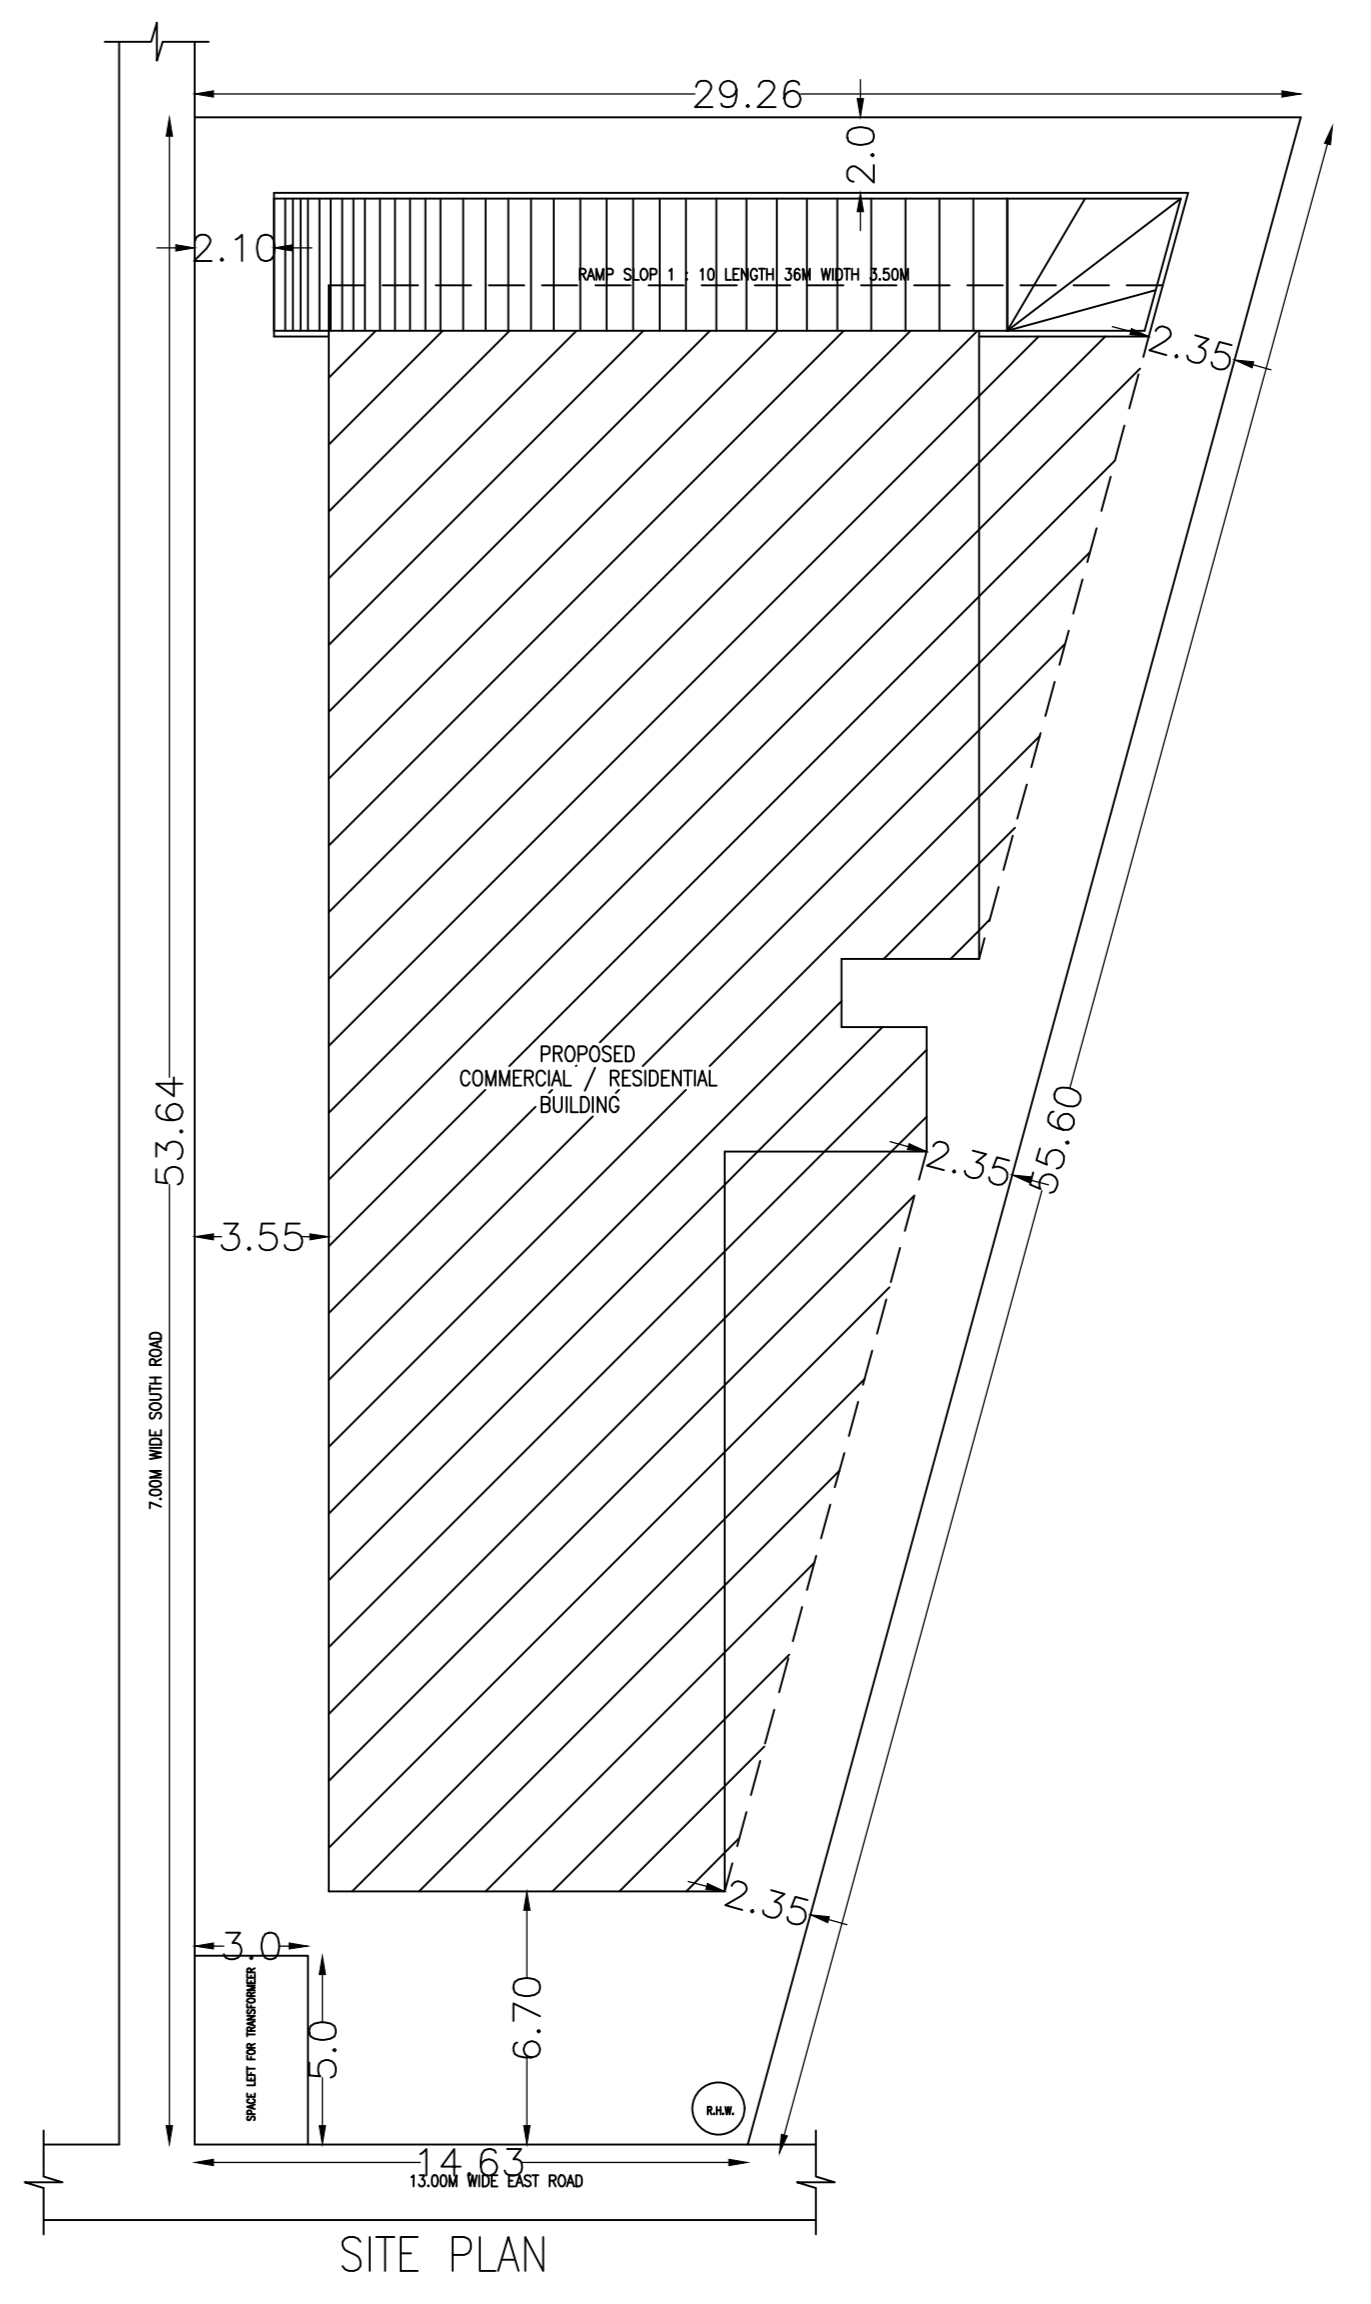 29.26
2.0
2.10
RAMP SLOP 1 : 10 LENGTH 36M WIDTH 3.50M
2.35
PROPOSED
COMMERCIAL / RESIDENTIAL
BUILDING
53.64
55.60
2.35
3.55
7.00M WIDE SOUTH ROAD
2.35
3.0
SPACE LEFT FOR TRANSFORMEER
5.0
6.70
R.H.W.
14.63
13.00M WIDE EAST ROAD
SITE PLAN